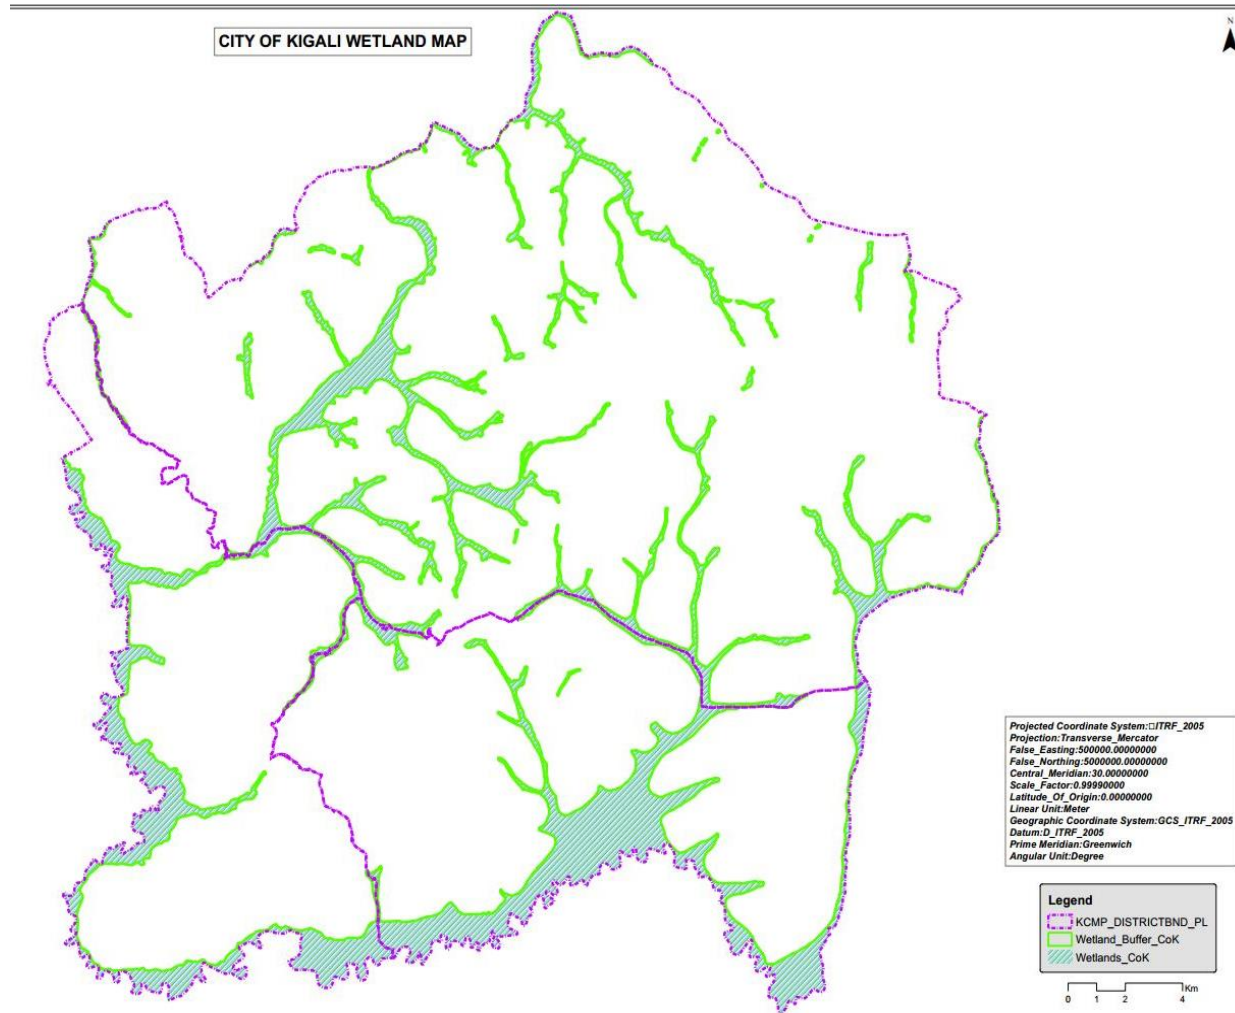 CITY OF KIGALI WETLAND MAP
N
Projected Coordinate System:□ITRF_2005
Projection:Transverse_Mercator
False_Easting:500000.00000000
False_Northing:5000000.00000000
Central_Meridian:30.00000000
Scale_Factor:0.99990000
Latitude_Of_Origin:0.00000000
Linear Unit:Meter
Geographic Coordinate System:GCS_ITRF_2005
Datum:D_ITRF_2005
Prime Meridian:Greenwich
Angular Unit:Degree
Legend
KCMP_DISTRICTBND_PL
Wetland_Buffer_CoK
Wetlands_CoK
Km
0 1 2 4